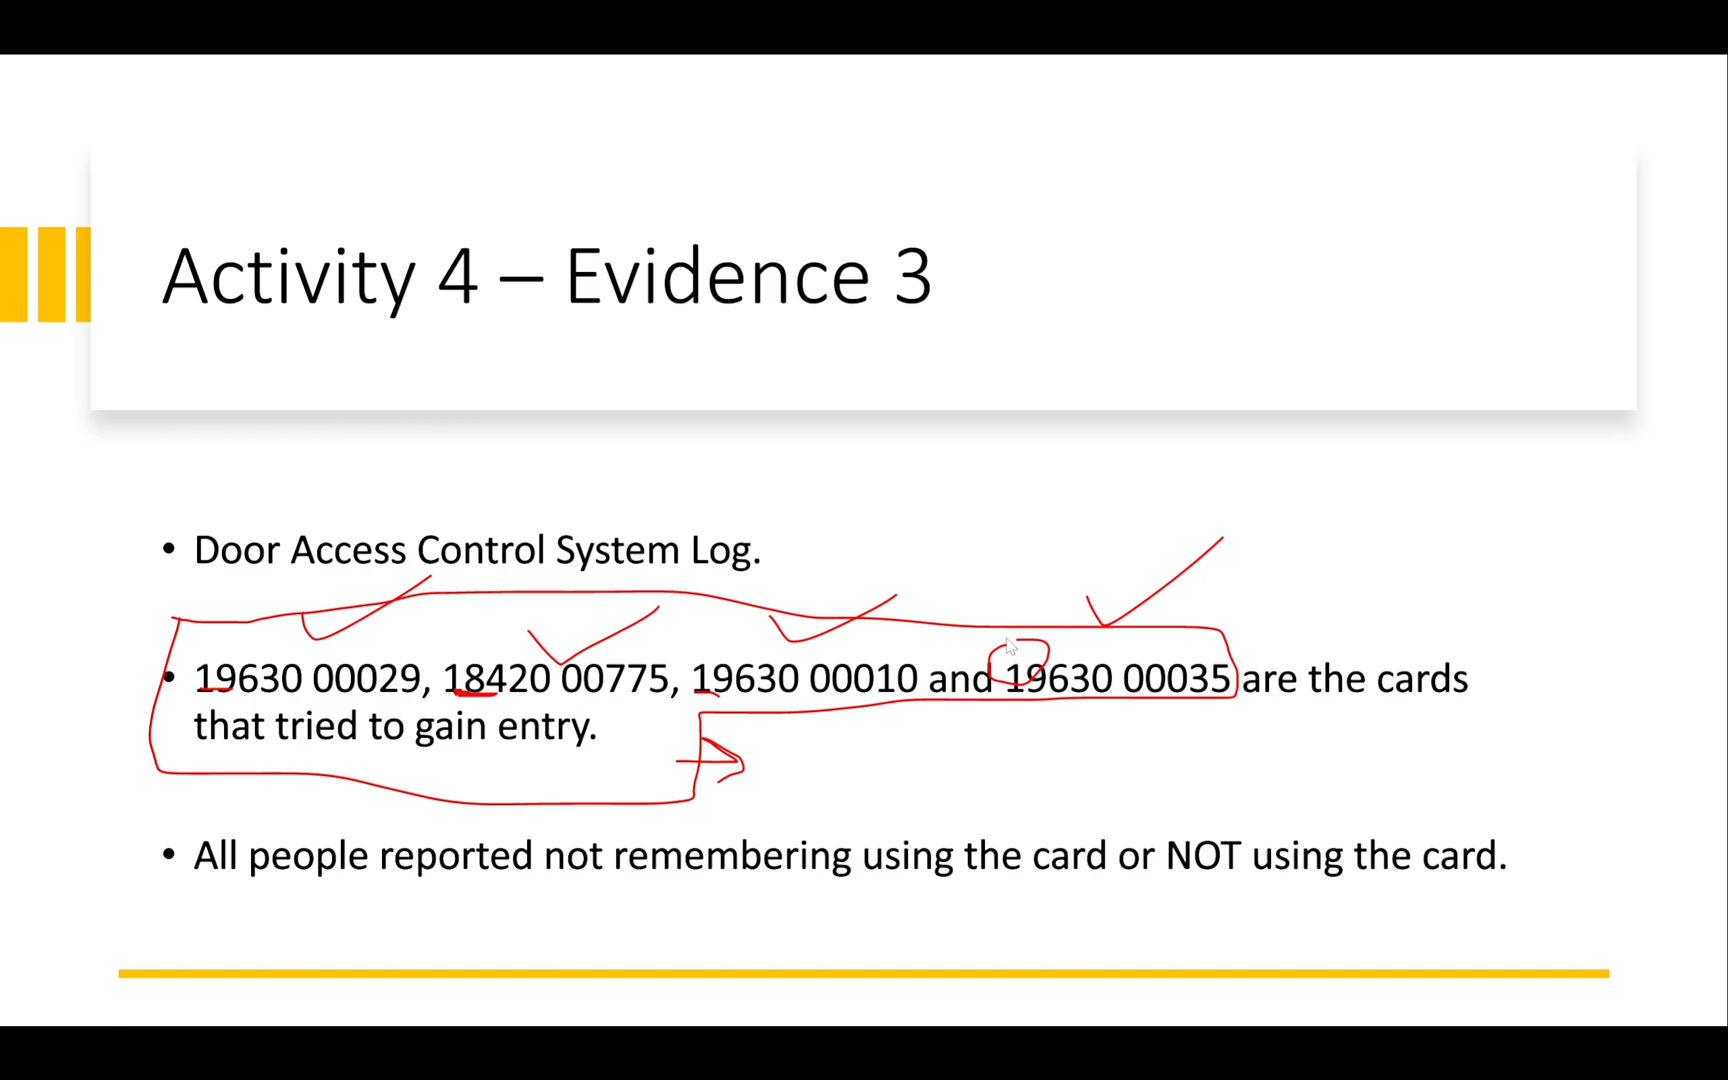 Activity 4 – Evidence 3
• Door Access Control System Log.
• 19630 00029, 18420 00775, 19630 00010 and 19630 00035 are the cards
that tried to gain entry.
• All people reported not remembering using the card or NOT using the card.